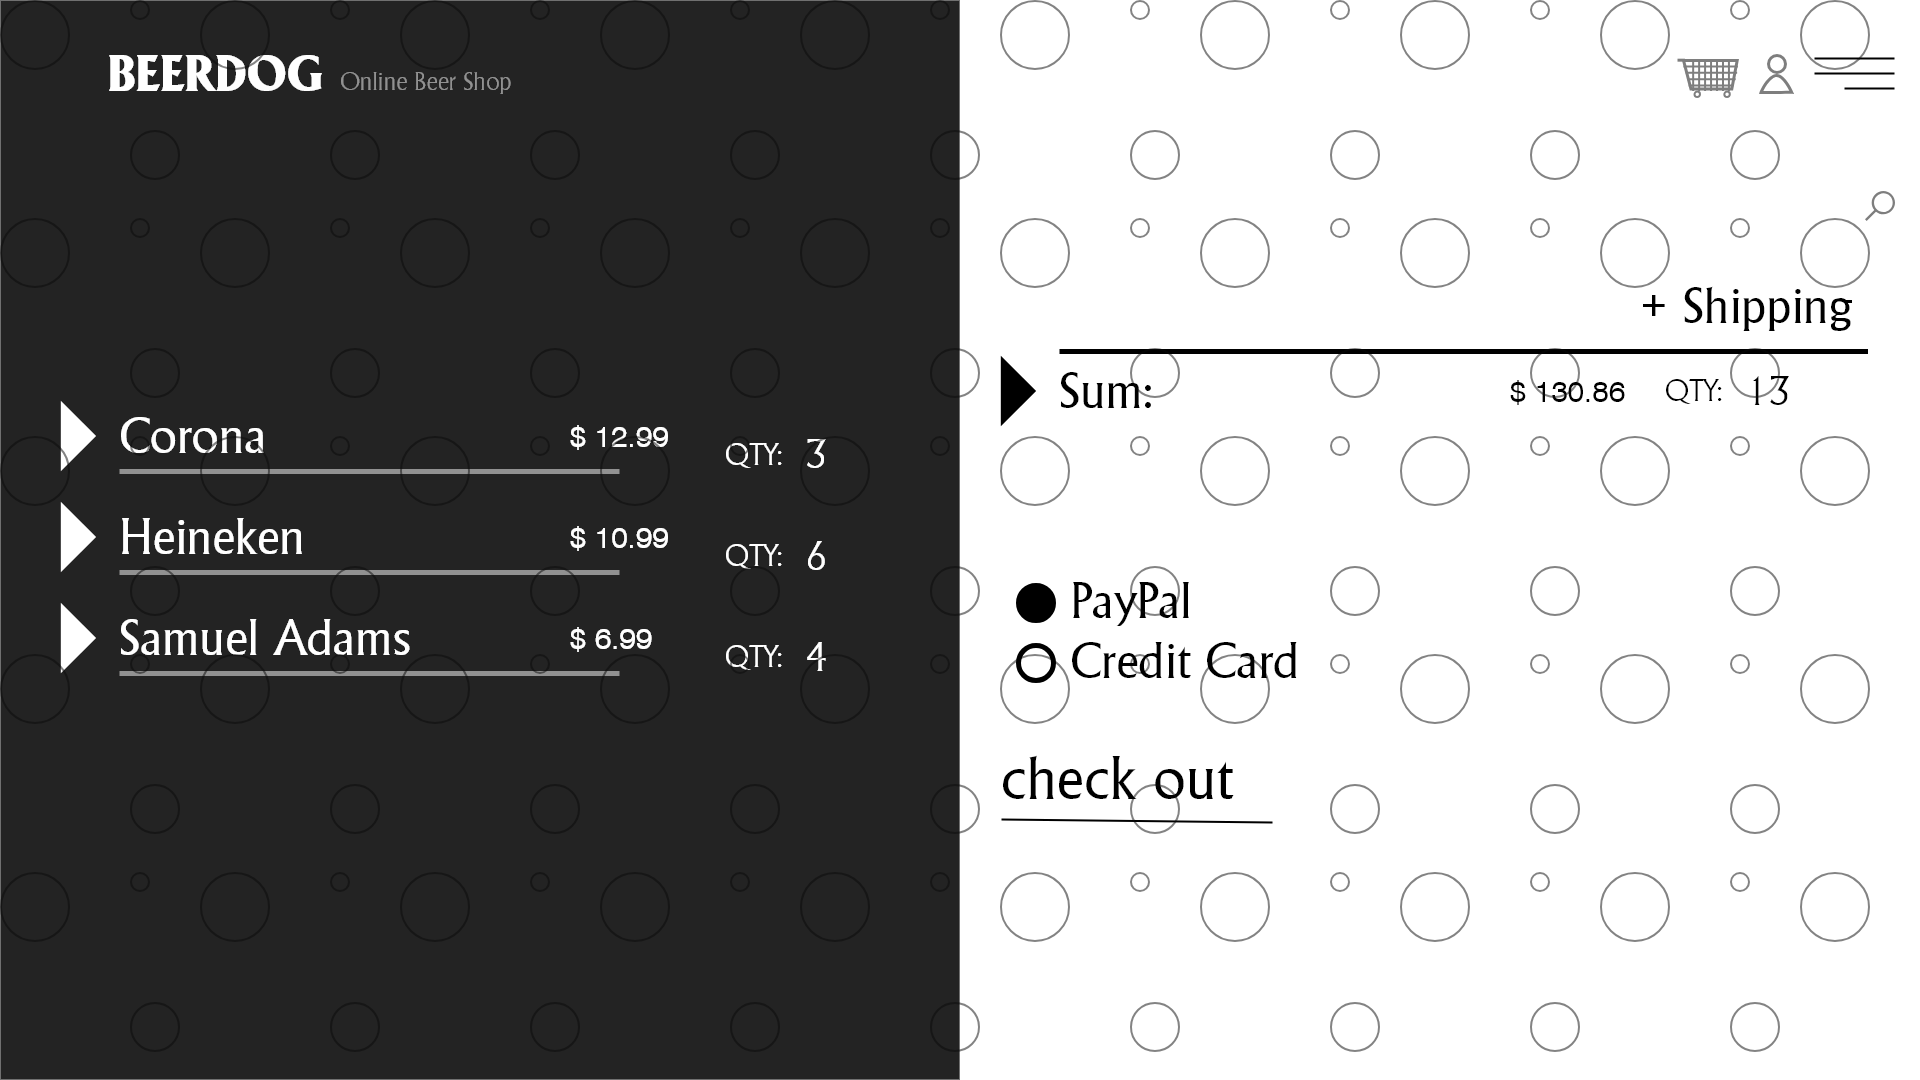 BEERDOG Online Beer Shop
Corona $ 12.99 QTY: 3
Heineken $ 10.99 QTY: 6
Samuel Adams $ 6.99 QTY: 4
+ Shipping
Sum: $ 130.86 QTY: 13
PayPal
Credit Card
check out